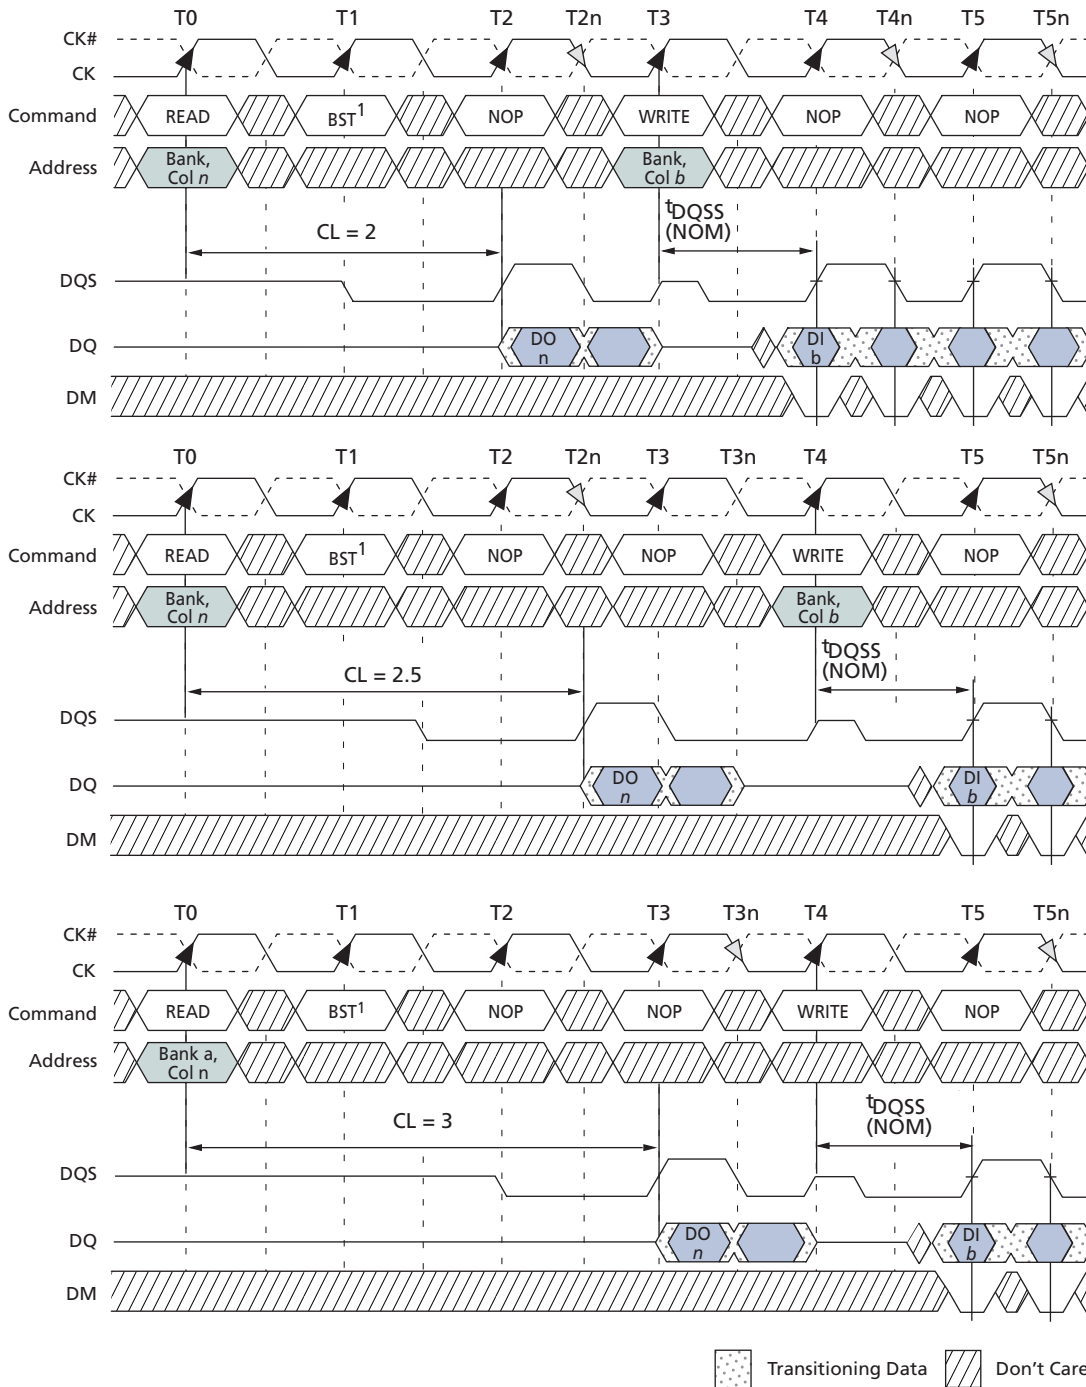 T0 T1 T2 T2n T3 T4 T4n T5 T5n
CK#
CK
Command READ BST1 NOP WRITE NOP NOP
Address Bank, Col n Bank, Col b
CL = 2 tDQSS (NOM)
DQS
DQ DO n DI b
DM
T0 T1 T2 T2n T3 T3n T4 T5 T5n
CK#
CK
Command READ BST1 NOP NOP WRITE NOP
Address Bank, Col n Bank, Col b
CL = 2.5 tDQSS (NOM)
DQS
DQ DO n DI b
DM
T0 T1 T2 T3 T3n T4 T5 T5n
CK#
CK
Command READ BST1 NOP NOP WRITE NOP
Address Bank a, Col n
CL = 3 tDQSS (NOM)
DQS
DQ DO n DI b
DM
Transitioning Data Don't Care